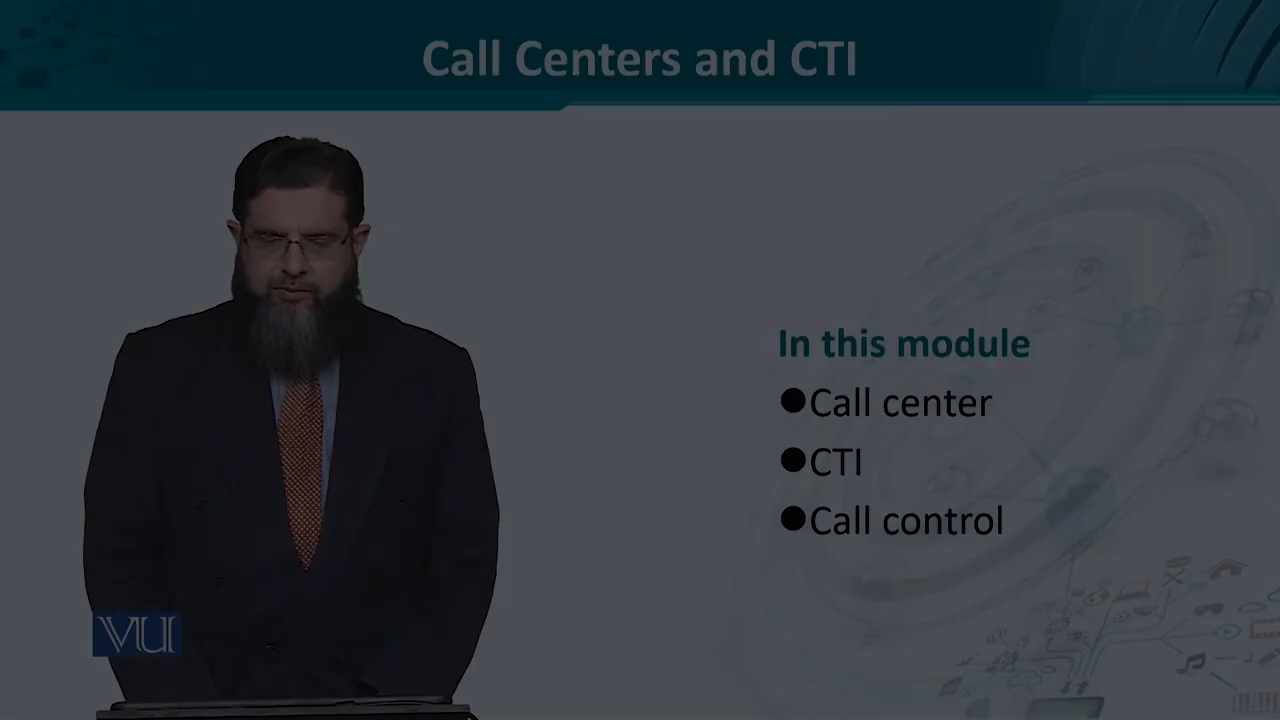 Call Centers and CTI
In this module
●Call center
●CTI
●Call control
VU